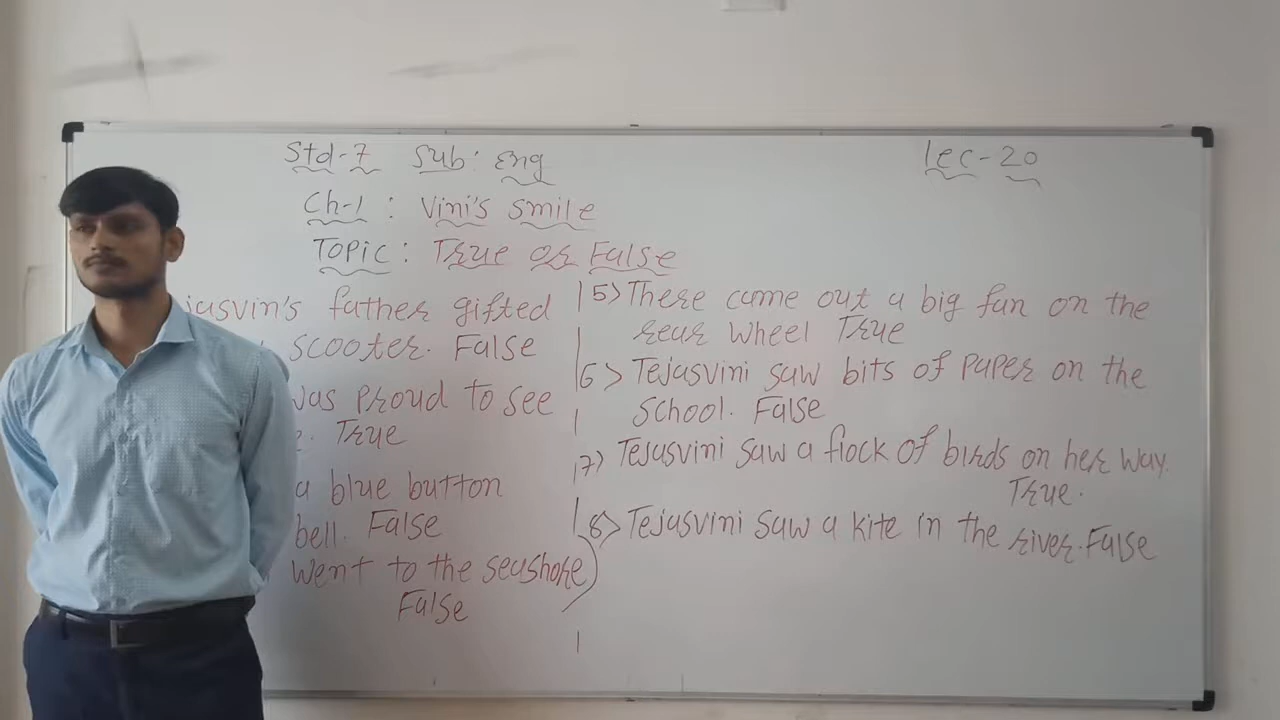 Std-7 Sub: Eng
Lec-20
Ch-1 : Vini's smile
Topic : True or False
jasvin's father gifted
scooter. False
was proud to see
. True
a blue button
bell. False
went to the seashore
False
5) There came out a big fan on the
rear wheel True
6) Tejasvini saw bits of paper on the
school. False
7) Tejasvini saw a flock of birds on her way.
True.
8) Tejasvini saw a kite in the river. False